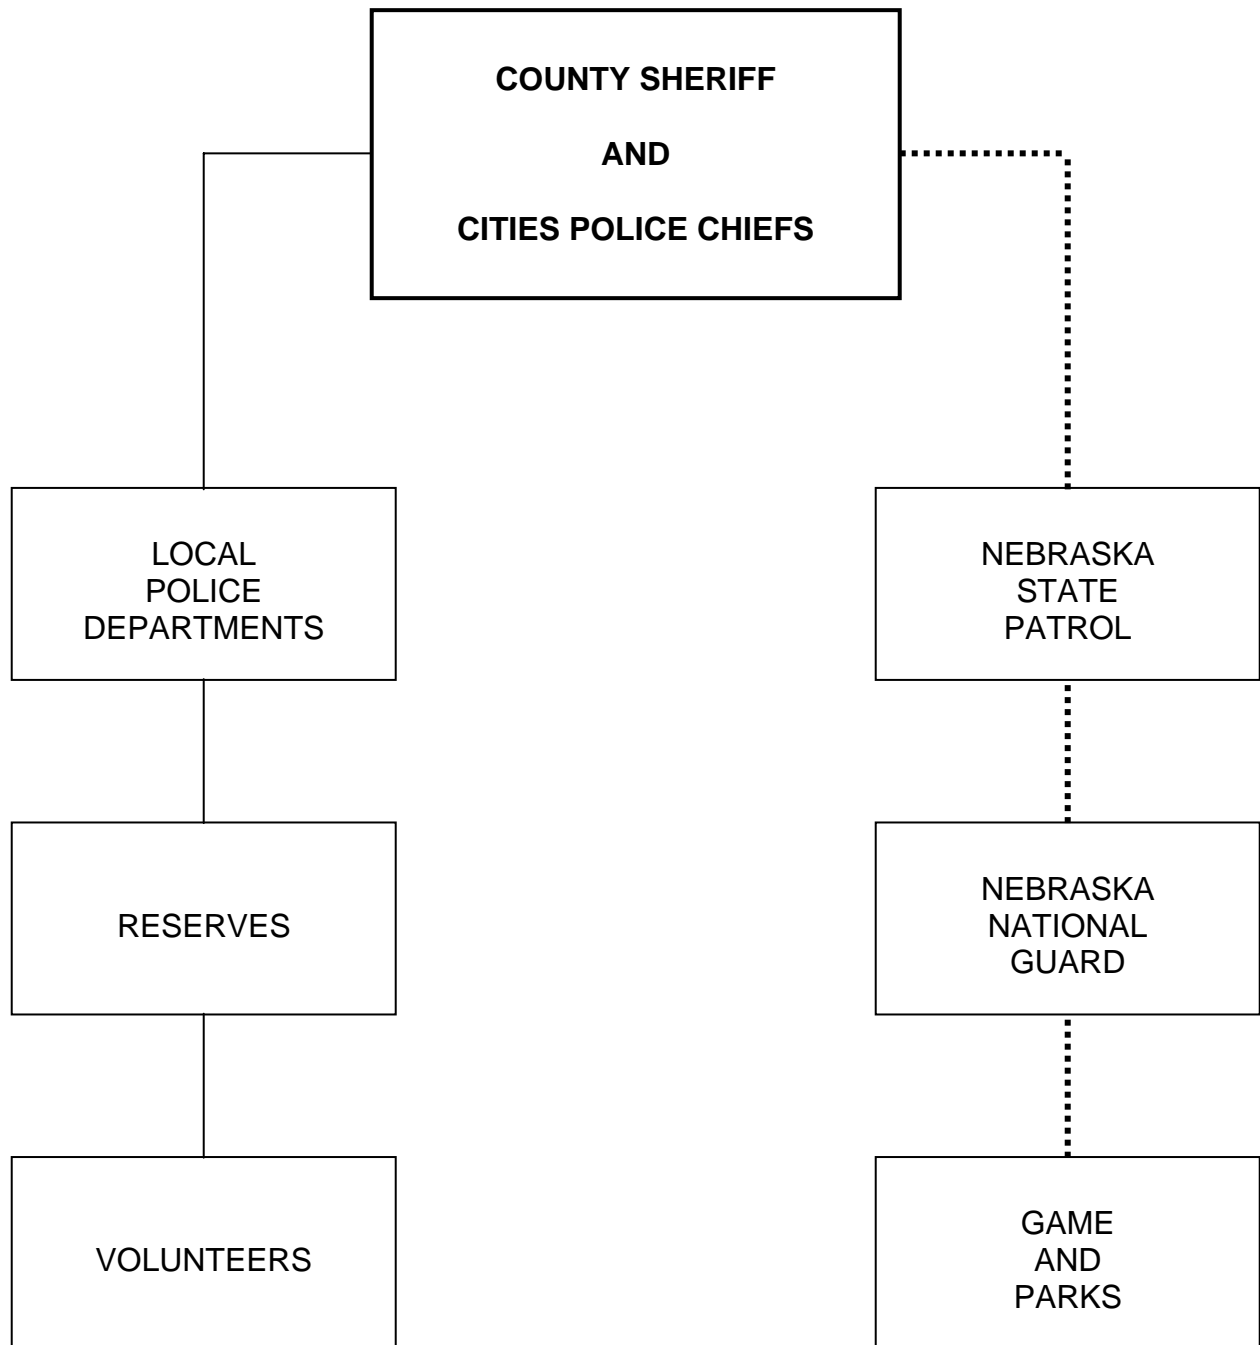 COUNTY SHERIFF
AND
CITIES POLICE CHIEFS
LOCAL
POLICE
DEPARTMENTS
NEBRASKA
STATE
PATROL
RESERVES
NEBRASKA
NATIONAL
GUARD
VOLUNTEERS
GAME
AND
PARKS